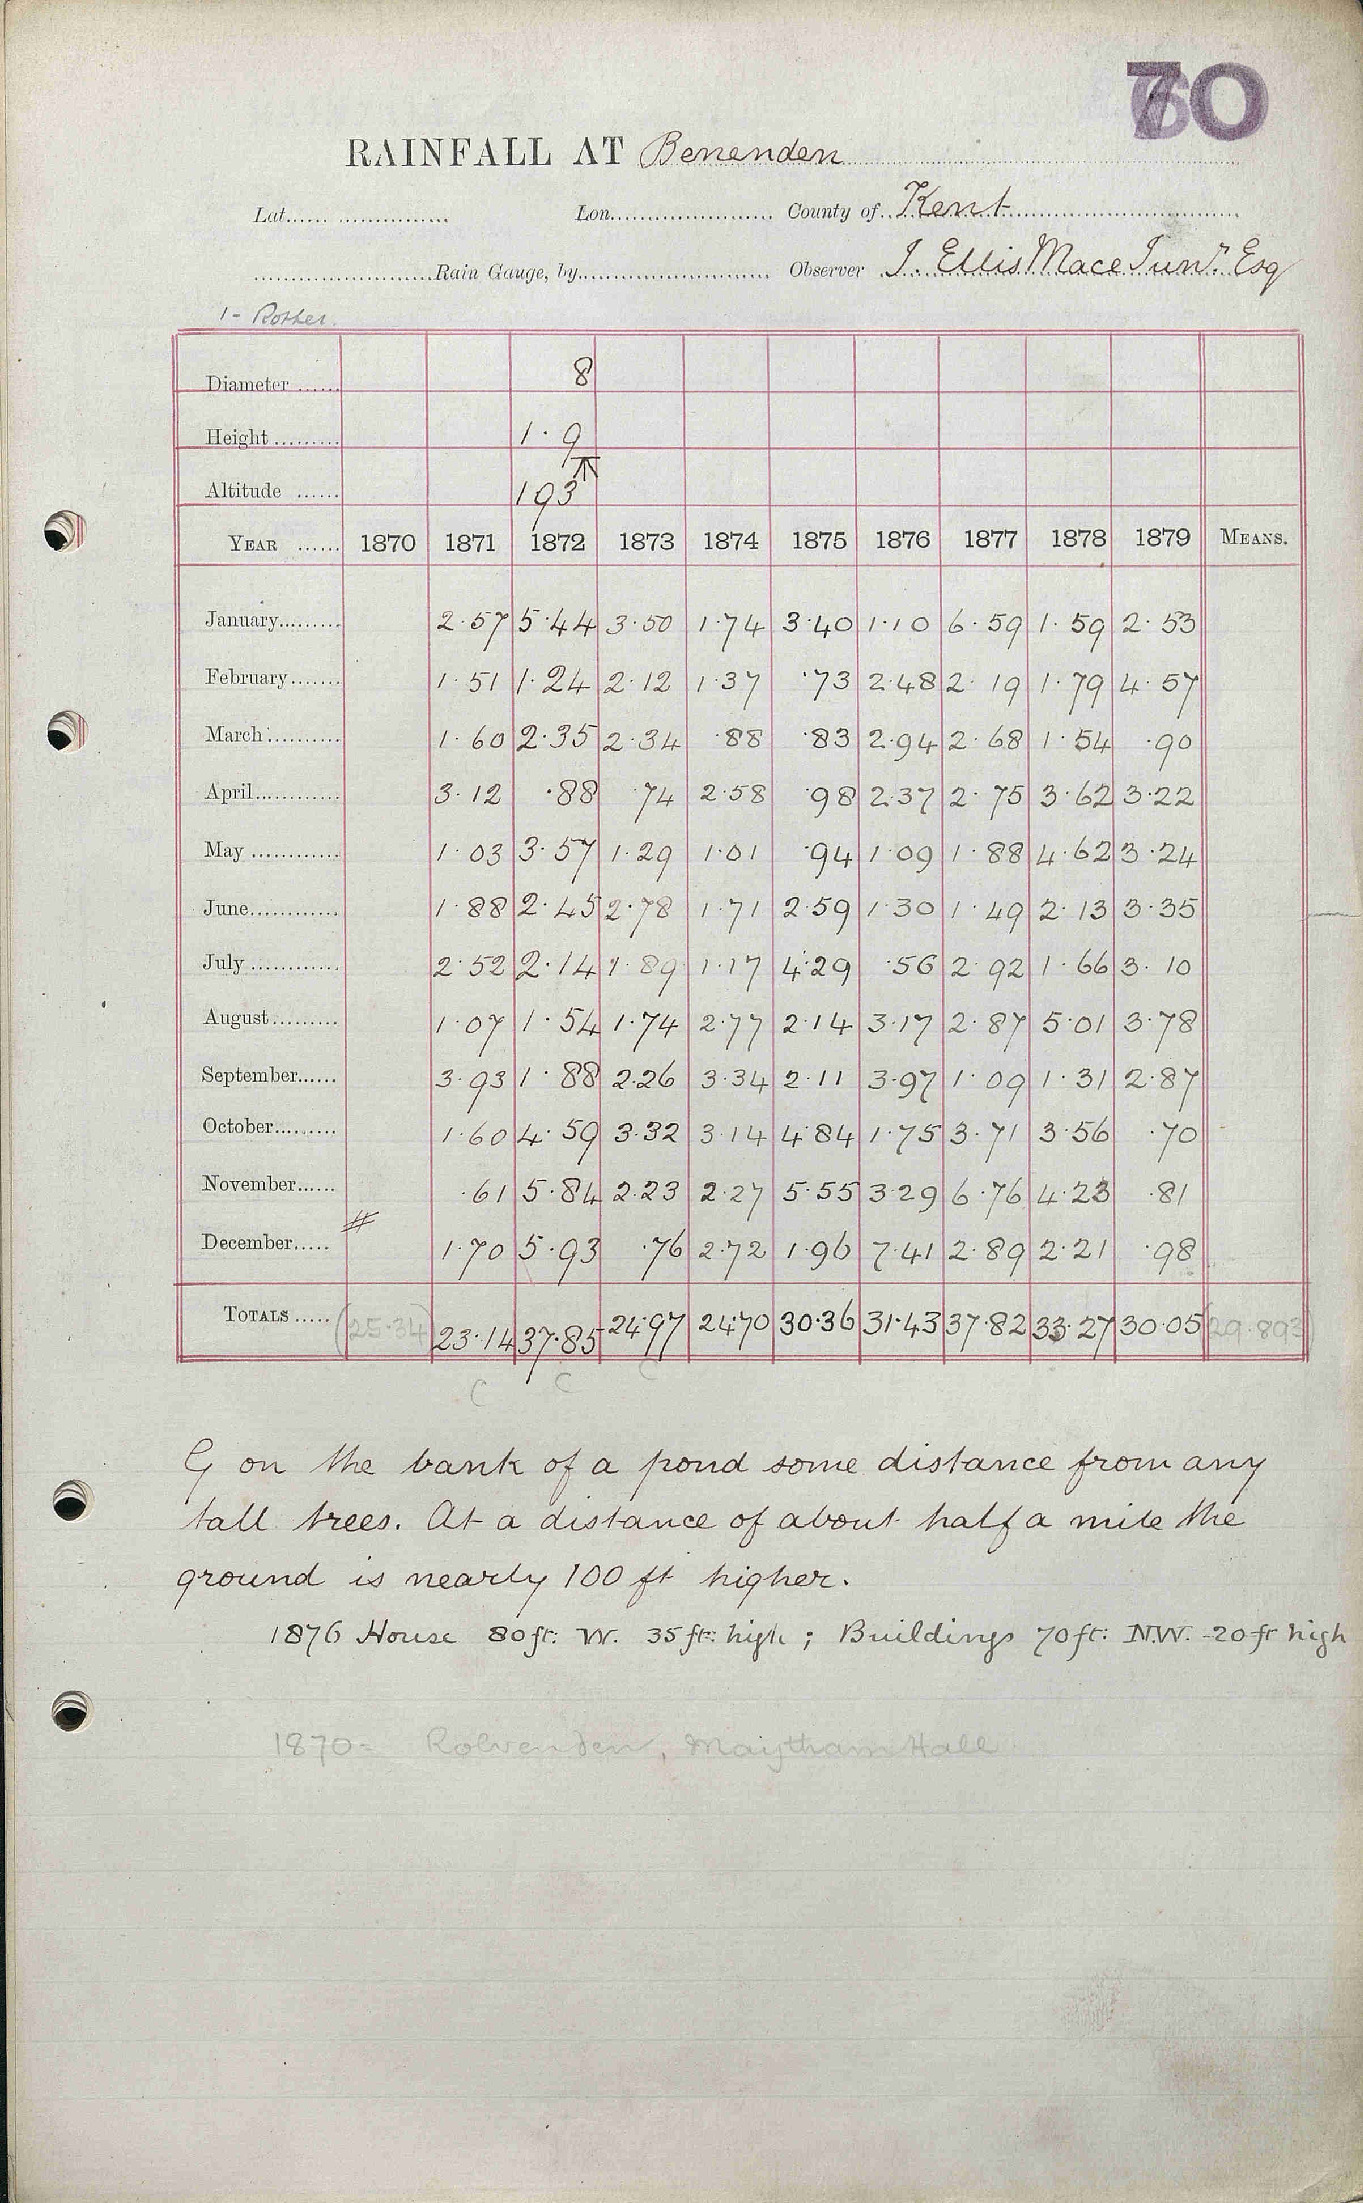 70
RAINFALL AT Benenden
Lat. Lon. County of Kent
Rain Gauge, by Observer J. Ellis Mace Junr. Esq
1 - Rother.
Diameter 8
Height 1·9
Altitude 193
YEAR 1870 1871 1872 1873 1874 1875 1876 1877 1878 1879 MEANS.
January 2·57 5·44 3·50 1·74 3·40 1·10 6·59 1·59 2·53
February 1·51 1·24 2·12 1·37 ·73 2·48 2·19 1·79 4·57
March 1·60 2·35 2·34 ·88 ·83 2·94 2·68 1·54 ·90
April 3·12 ·88 ·74 2·58 ·98 2·37 2·75 3·62 3·22
May 1·03 3·57 1·29 1·01 ·94 1·09 1·88 4·62 3·24
June 1·88 2·45 2·78 1·71 2·59 1·30 1·49 2·13 3·35
July 2·52 2·14 1·89 1·17 4·29 ·56 2·92 1·66 3·10
August 1·07 1·54 1·74 2·77 2·14 3·17 2·87 5·01 3·78
September 3·93 1·88 2·26 3·34 2·11 3·97 1·09 1·31 2·87
October 1·60 4·59 3·32 3·14 4·84 1·75 3·71 3·56 ·70
November ·61 5·84 2·23 2·27 5·55 3·29 6·76 4·23 ·81
December # 1·70 5·93 ·76 2·72 1·96 7·41 2·89 2·21 ·98
TOTALS (25·34) 23·14 37·85 24·97 24·70 30·36 31·43 37·82 33·27 30·05 (29·893)
C C C
G on the bank of a pond some distance from any
tall trees. At a distance of about half a mile the
ground is nearly 100 ft higher.
1876 House 80ft: W. 35ft: high ; Buildings 70ft: N.W. -20ft high
1870 = Rolvenden, Maytham Hall